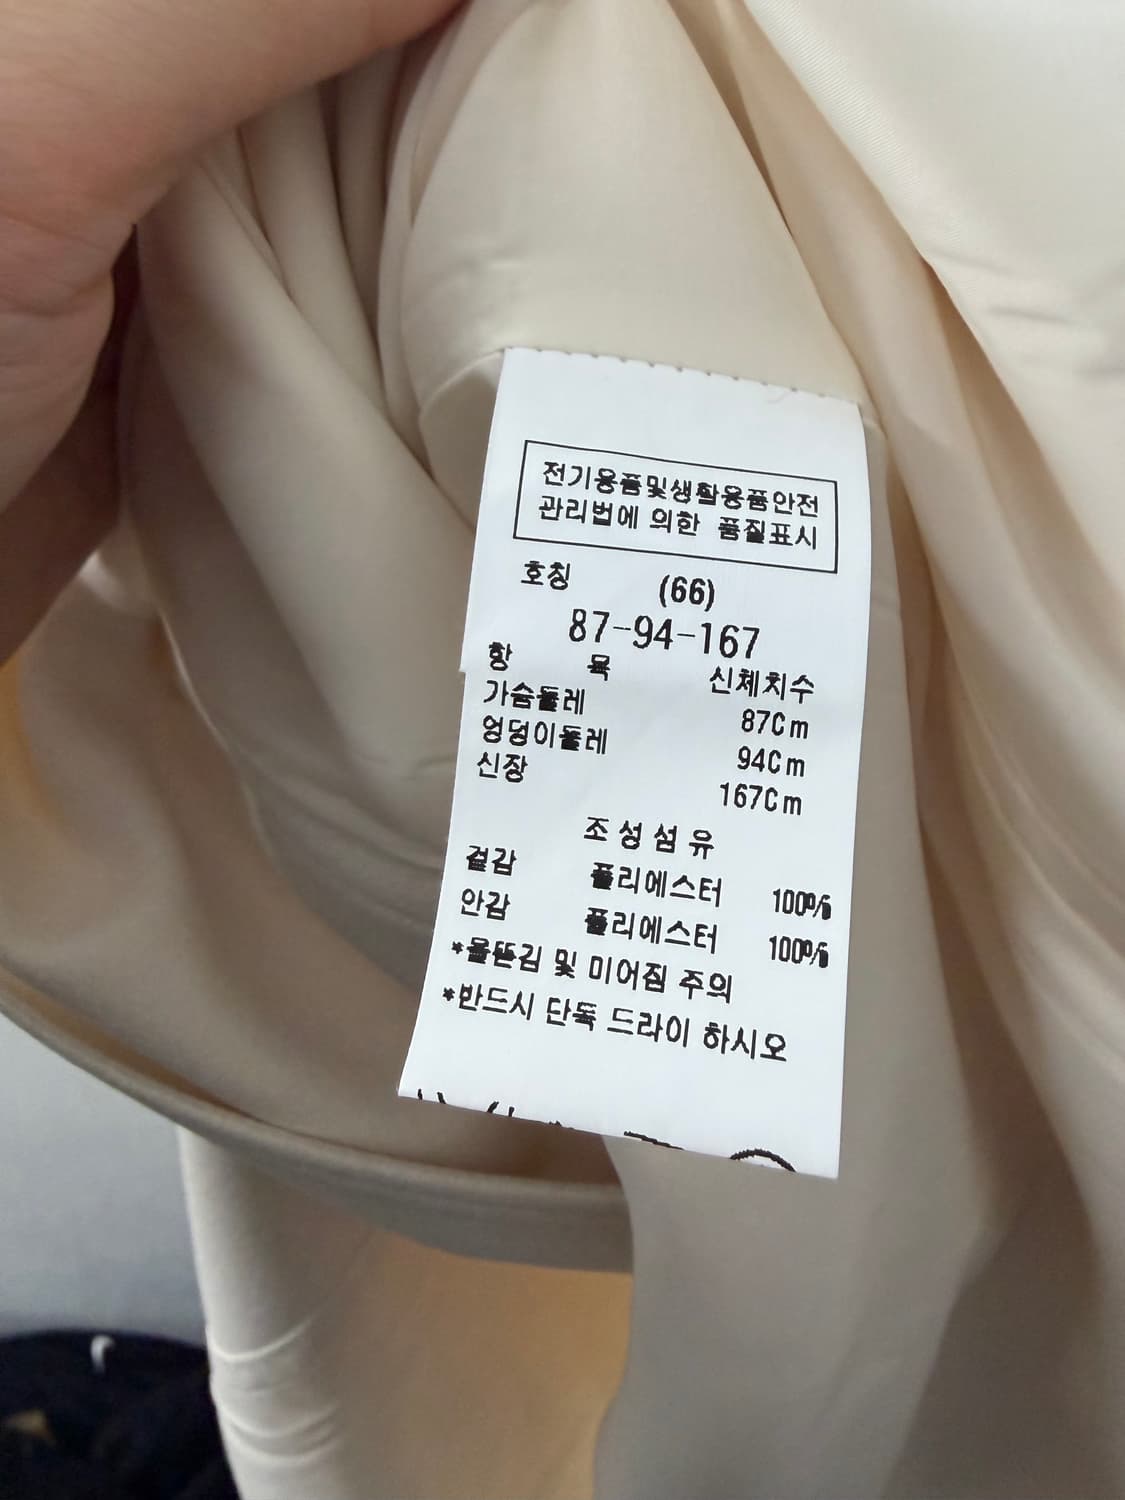 전기용품및생활용품안전
관리법에 의한 품질표시
호칭 (66)
87-94-167
항 목 신체치수
가슴둘레 87Cm
엉덩이둘레 94Cm
신장 167Cm
조성섬유
겉감 폴리에스터 100%
안감 폴리에스터 100%
*올뜯김 및 미어짐 주의
*반드시 단독 드라이 하시오